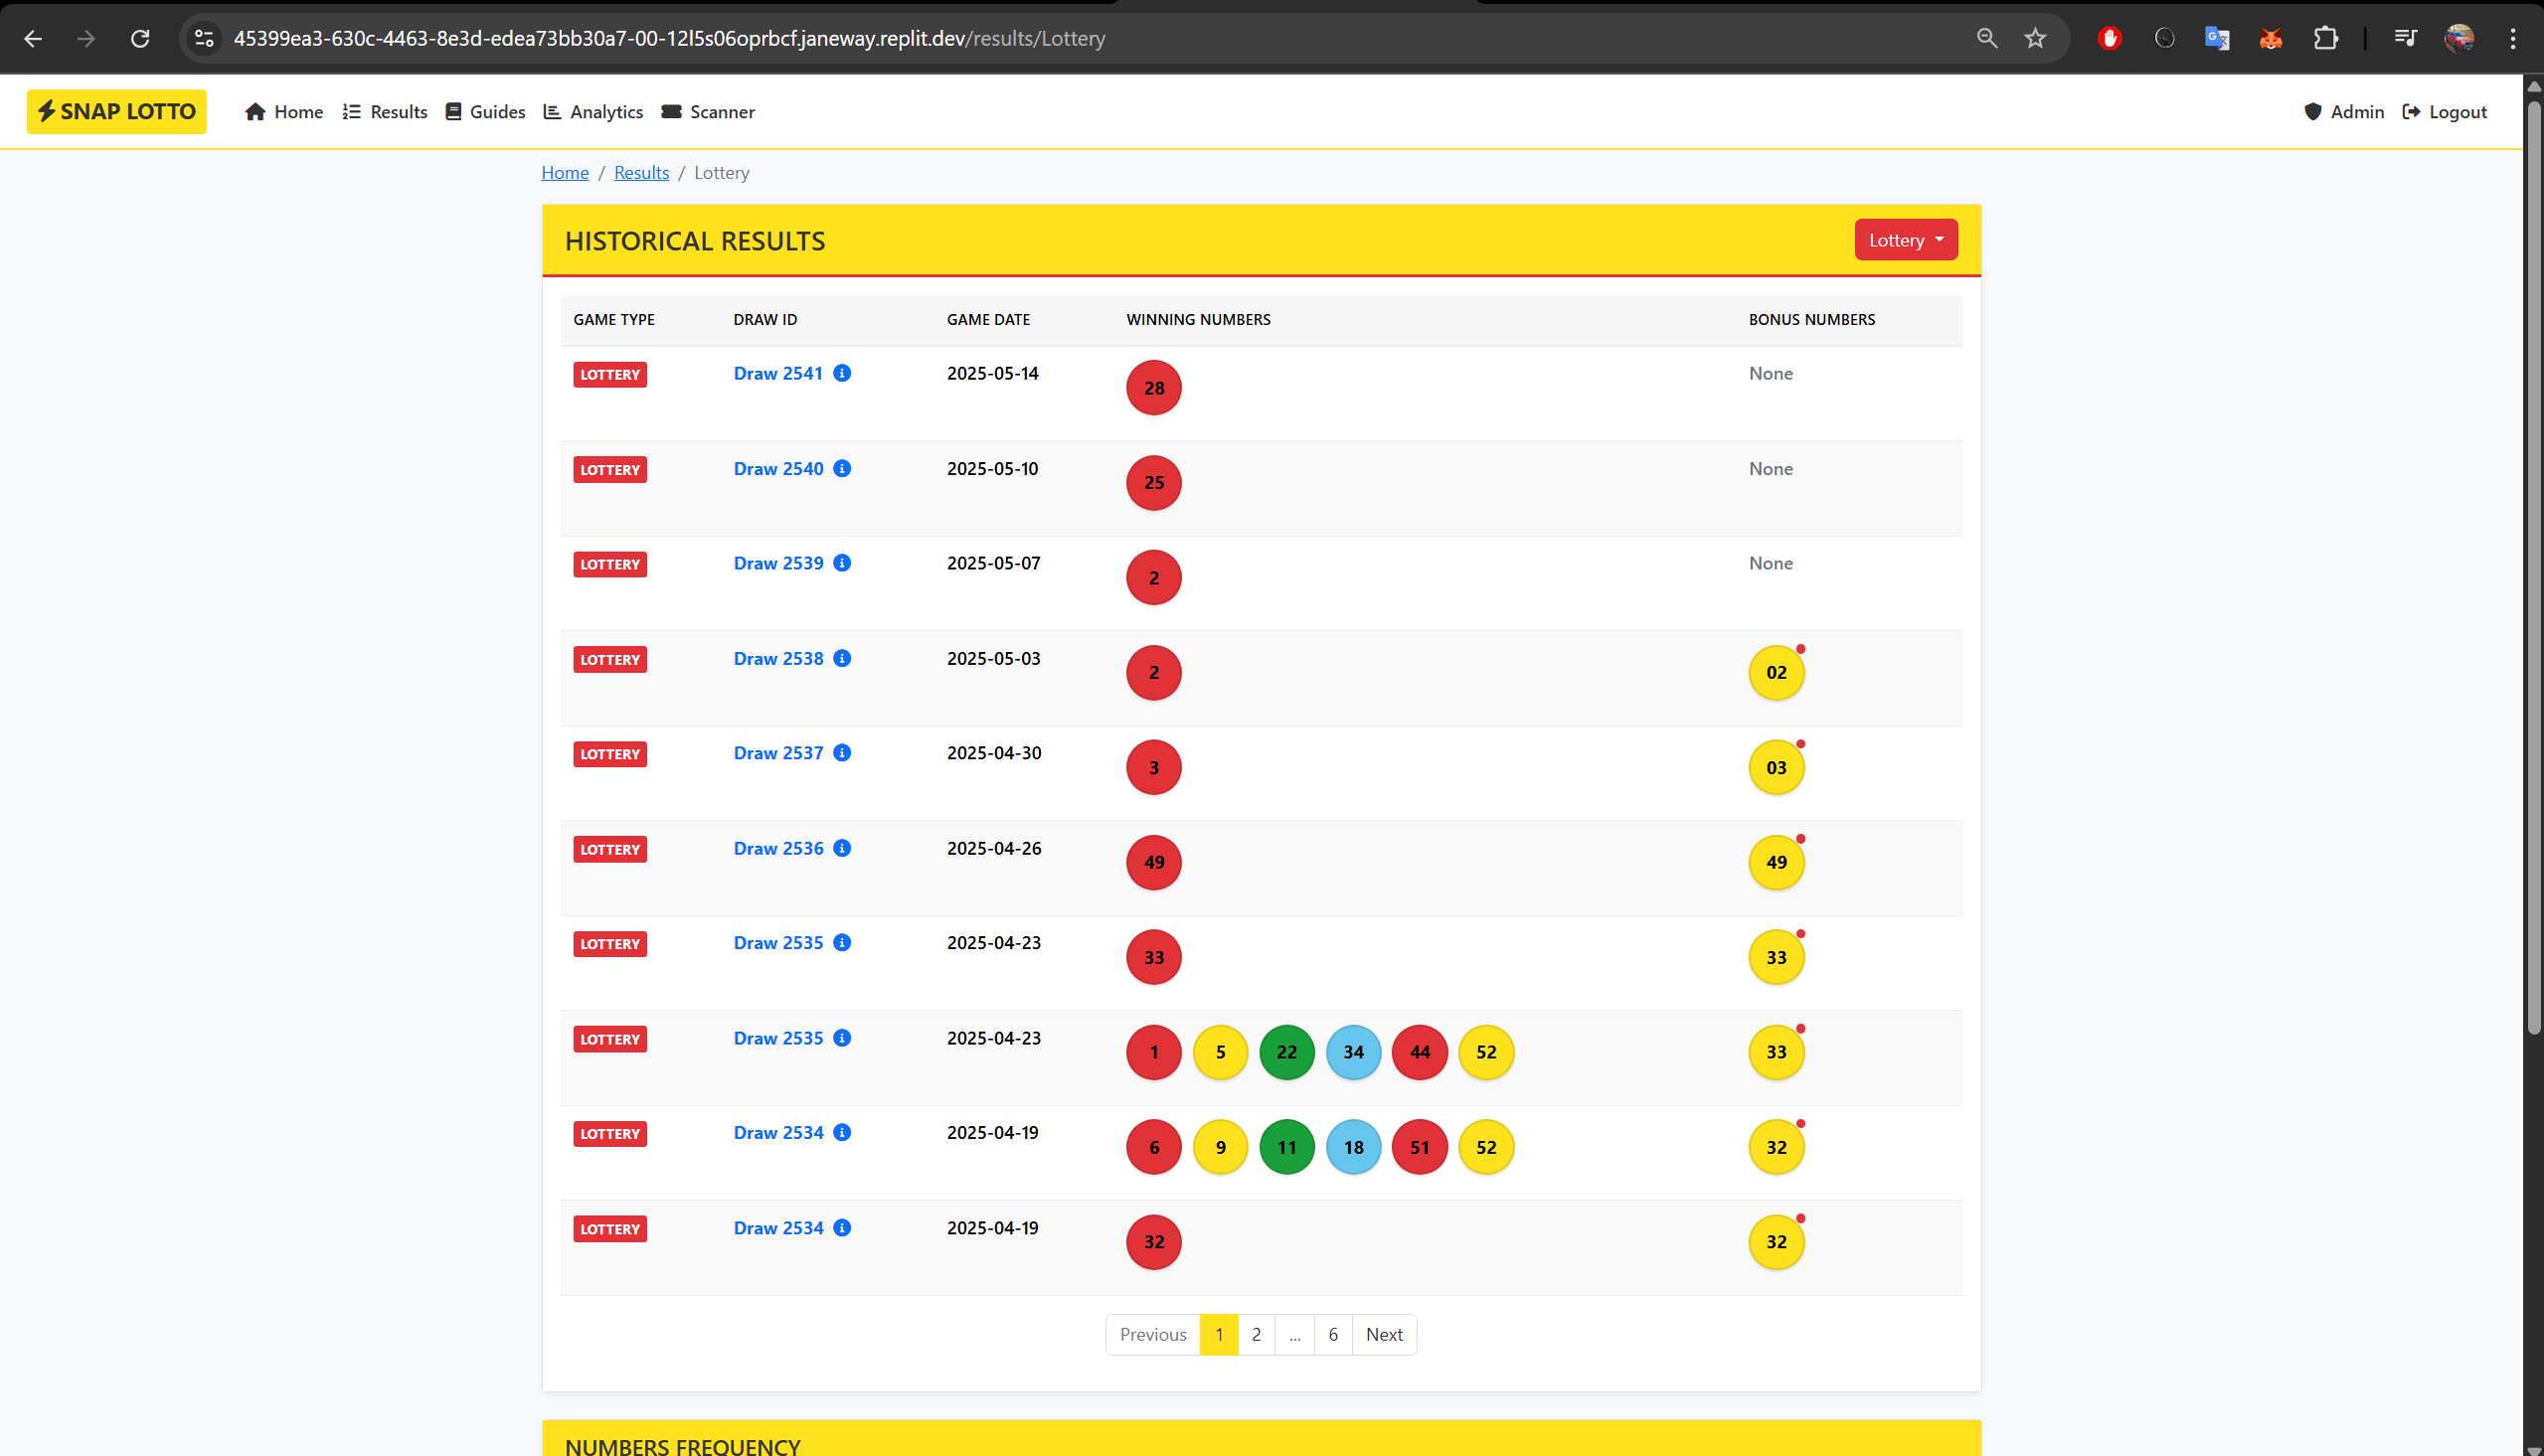 45399ea3-630c-4463-8e3d-edea73bb30a7-00-12l5s06oprbcf.janeway.replit.dev/results/Lottery
SNAP LOTTO Home Results Guides Analytics Scanner Admin Logout
Home / Results / Lottery
HISTORICAL RESULTS Lottery
GAME TYPE DRAW ID GAME DATE WINNING NUMBERS BONUS NUMBERS
LOTTERY Draw 2541 2025-05-14 28 None
LOTTERY Draw 2540 2025-05-10 25 None
LOTTERY Draw 2539 2025-05-07 2 None
LOTTERY Draw 2538 2025-05-03 2 02
LOTTERY Draw 2537 2025-04-30 3 03
LOTTERY Draw 2536 2025-04-26 49 49
LOTTERY Draw 2535 2025-04-23 33 33
LOTTERY Draw 2535 2025-04-23 1 5 22 34 44 52 33
LOTTERY Draw 2534 2025-04-19 6 9 11 18 51 52 32
LOTTERY Draw 2534 2025-04-19 32 32
Previous 1 2 ... 6 Next
NUMBERS FREQUENCY